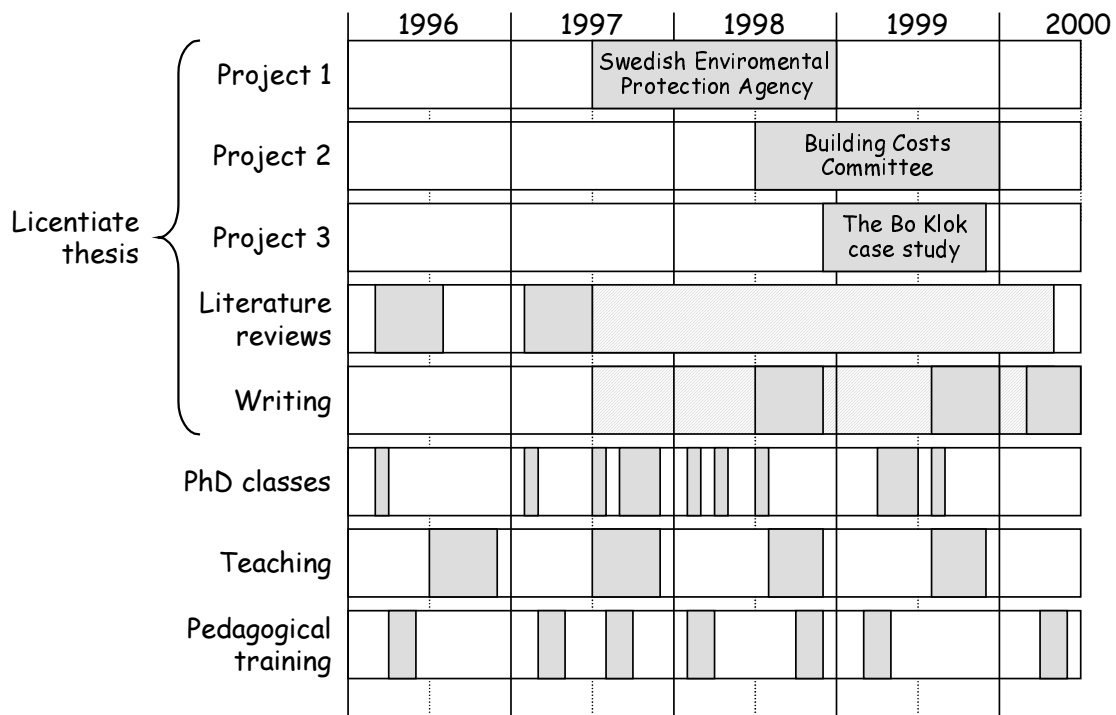 1996 1997 1998 1999 2000
Project 1
Swedish Enviromental
Protection Agency
Project 2
Building Costs
Committee
Licentiate
thesis
Project 3
The Bo Klok
case study
Literature
reviews
Writing
PhD classes
Teaching
Pedagogical
training